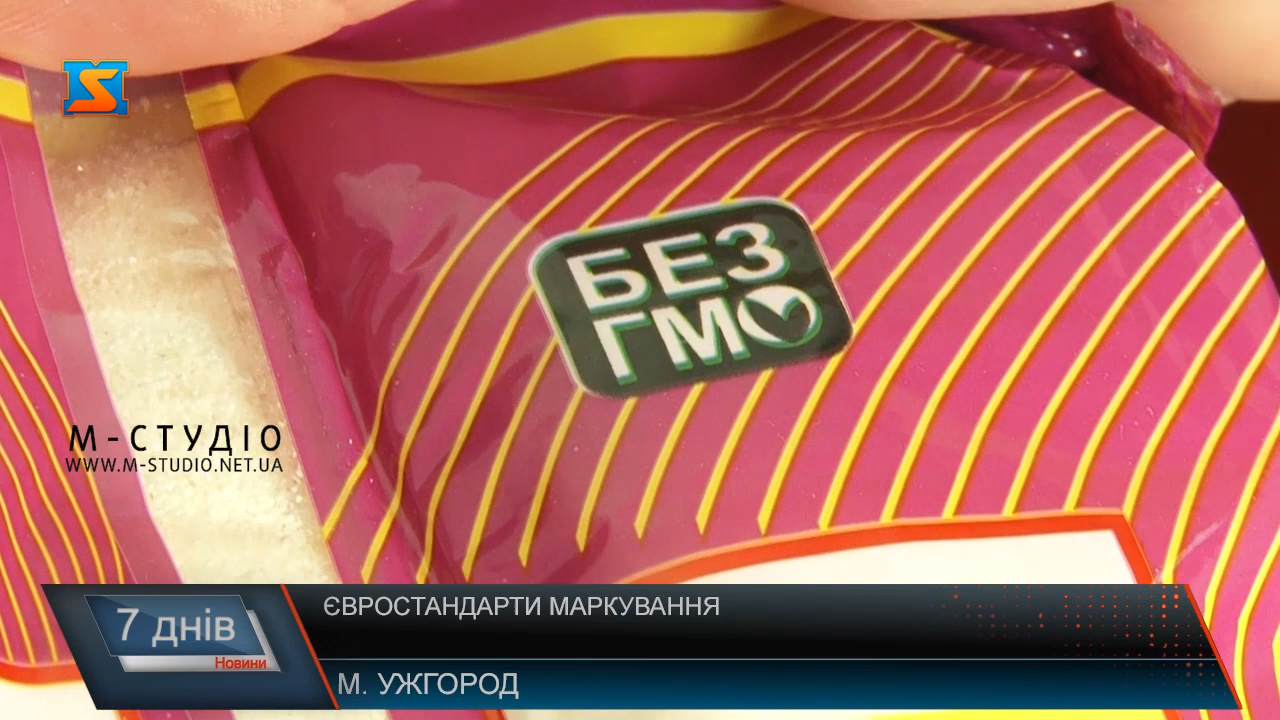 БЕЗ
ГМО
М-СТУДІО
WWW.M-STUDIO.NET.UA
7 днів
Новини
ЄВРОСТАНДАРТИ МАРКУВАННЯ
М. УЖГОРОД